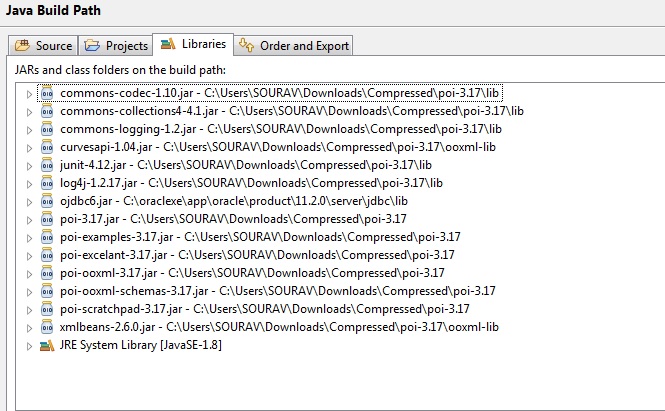 Java Build Path
Source Projects Libraries Order and Export
JARs and class folders on the build path:
commons-codec-1.10.jar - C:\Users\SOURAV\Downloads\Compressed\poi-3.17\lib
commons-collections4-4.1.jar - C:\Users\SOURAV\Downloads\Compressed\poi-3.17\lib
commons-logging-1.2.jar - C:\Users\SOURAV\Downloads\Compressed\poi-3.17\lib
curvesapi-1.04.jar - C:\Users\SOURAV\Downloads\Compressed\poi-3.17\ooxml-lib
junit-4.12.jar - C:\Users\SOURAV\Downloads\Compressed\poi-3.17\lib
log4j-1.2.17.jar - C:\Users\SOURAV\Downloads\Compressed\poi-3.17\lib
ojdbc6.jar - C:\oraclexe\app\oracle\product\11.2.0\server\jdbc\lib
poi-3.17.jar - C:\Users\SOURAV\Downloads\Compressed\poi-3.17
poi-examples-3.17.jar - C:\Users\SOURAV\Downloads\Compressed\poi-3.17
poi-excelant-3.17.jar - C:\Users\SOURAV\Downloads\Compressed\poi-3.17
poi-ooxml-3.17.jar - C:\Users\SOURAV\Downloads\Compressed\poi-3.17
poi-ooxml-schemas-3.17.jar - C:\Users\SOURAV\Downloads\Compressed\poi-3.17
poi-scratchpad-3.17.jar - C:\Users\SOURAV\Downloads\Compressed\poi-3.17
xmlbeans-2.6.0.jar - C:\Users\SOURAV\Downloads\Compressed\poi-3.17\ooxml-lib
JRE System Library [JavaSE-1.8]